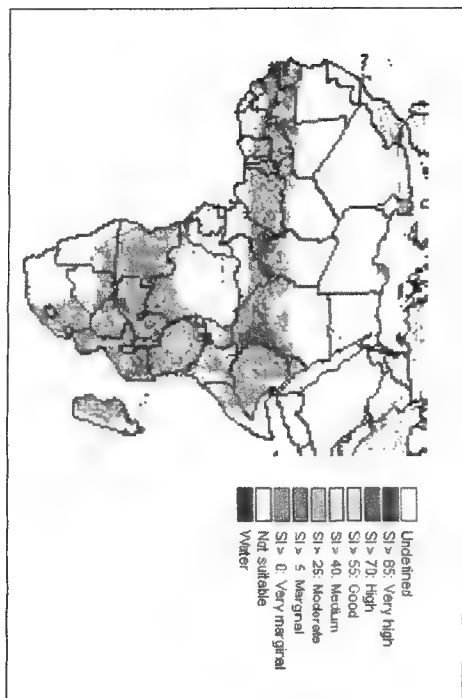 Undefined
SI > 85: Very high
SI > 70: High
SI > 55: Good
SI > 40: Medium
SI > 25: Moderate
SI > 5: Marginal
SI > 0: Very marginal
Not suitable
Water